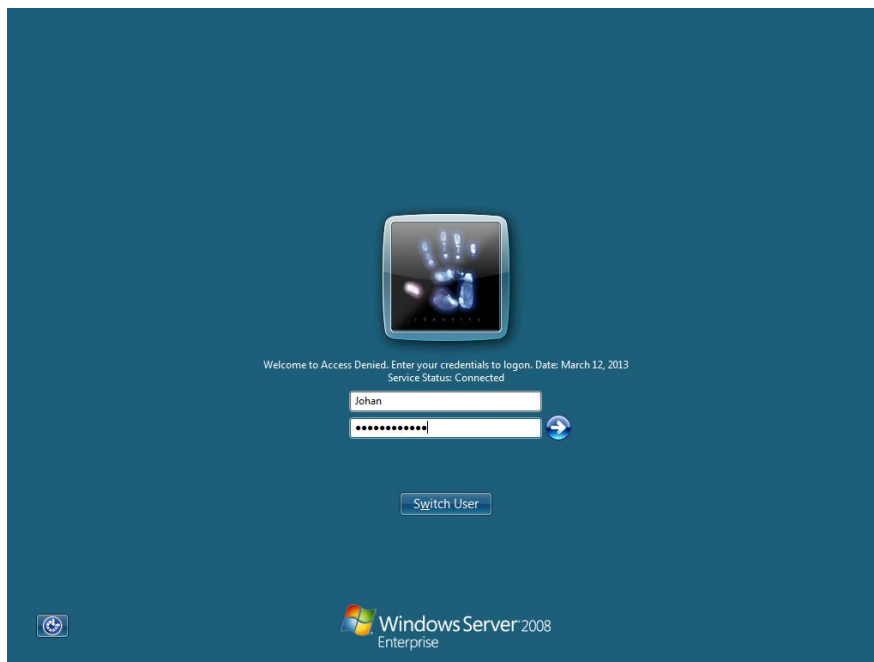 Welcome to Access Denied. Enter your credentials to logon. Date: March 12, 2013
Service Status: Connected
Johan
••••••••••••
Switch User
Windows Server 2008
Enterprise